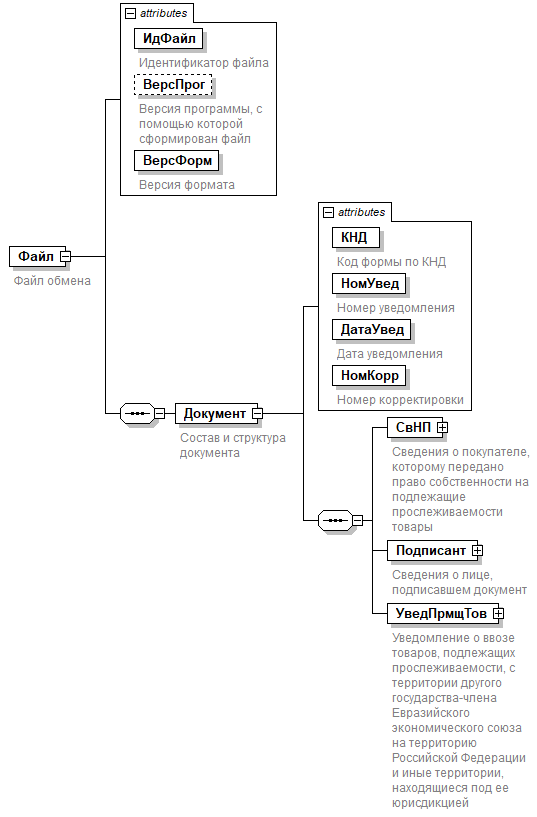 attributes
ИдФайл
Идентификатор файла
ВерсПрог
Версия программы, с
помощью которой
сформирован файл
ВерсФорм
Версия формата
Файл
Файл обмена
attributes
КНД
Код формы по КНД
НомУвед
Номер уведомления
ДатаУвед
Дата уведомления
НомКорр
Номер корректировки
Документ
Состав и структура
документа
СвНП
Сведения о покупателе,
которому передано
право собственности на
подлежащие
прослеживаемости
товары
Подписант
Сведения о лице,
подписавшем документ
УведПрмщТов
Уведомление о ввозе
товаров, подлежащих
прослеживаемости, с
территории другого
государства-члена
Евразийского
экономического союза
на территорию
Российской Федерации
и иные территории,
находящиеся под ее
юрисдикцией